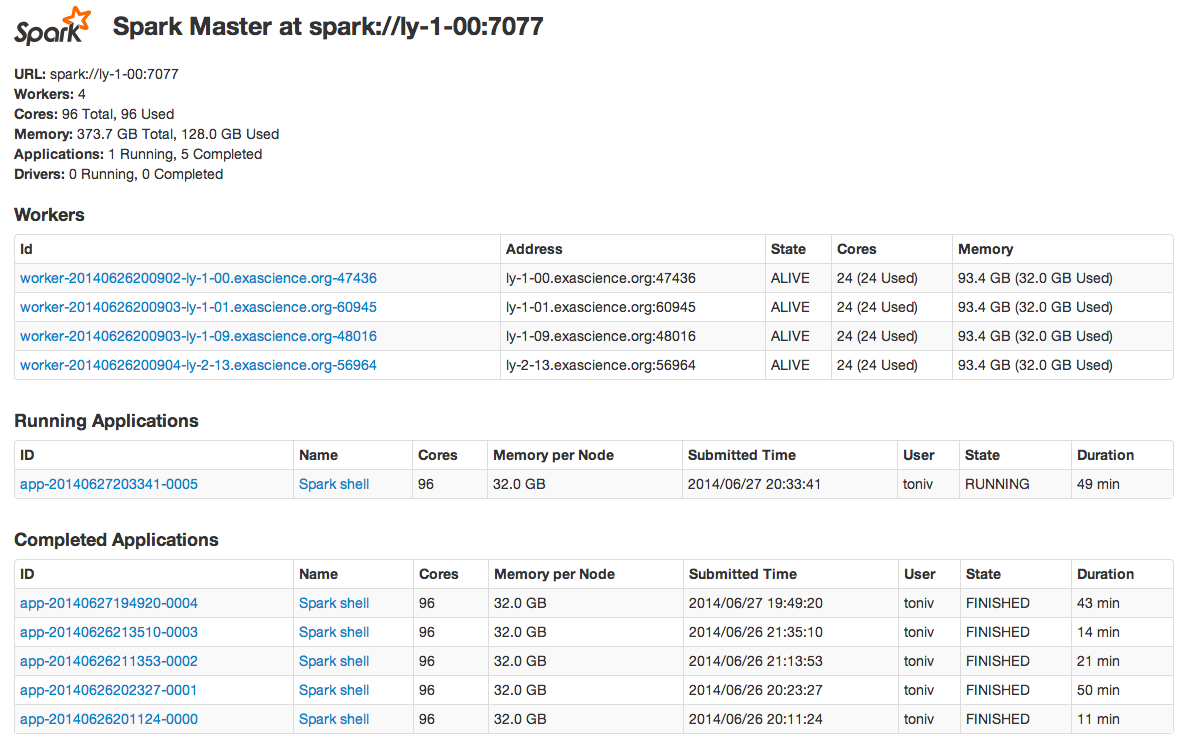 Spark Spark Master at spark://ly-1-00:7077
URL: spark://ly-1-00:7077
Workers: 4
Cores: 96 Total, 96 Used
Memory: 373.7 GB Total, 128.0 GB Used
Applications: 1 Running, 5 Completed
Drivers: 0 Running, 0 Completed
Workers
Id Address State Cores Memory
worker-20140626200902-ly-1-00.exascience.org-47436 ly-1-00.exascience.org:47436 ALIVE 24 (24 Used) 93.4 GB (32.0 GB Used)
worker-20140626200903-ly-1-01.exascience.org-60945 ly-1-01.exascience.org:60945 ALIVE 24 (24 Used) 93.4 GB (32.0 GB Used)
worker-20140626200903-ly-1-09.exascience.org-48016 ly-1-09.exascience.org:48016 ALIVE 24 (24 Used) 93.4 GB (32.0 GB Used)
worker-20140626200904-ly-2-13.exascience.org-56964 ly-2-13.exascience.org:56964 ALIVE 24 (24 Used) 93.4 GB (32.0 GB Used)
Running Applications
ID Name Cores Memory per Node Submitted Time User State Duration
app-20140627203341-0005 Spark shell 96 32.0 GB 2014/06/27 20:33:41 toniv RUNNING 49 min
Completed Applications
ID Name Cores Memory per Node Submitted Time User State Duration
app-20140627194920-0004 Spark shell 96 32.0 GB 2014/06/27 19:49:20 toniv FINISHED 43 min
app-20140626213510-0003 Spark shell 96 32.0 GB 2014/06/26 21:35:10 toniv FINISHED 14 min
app-20140626211353-0002 Spark shell 96 32.0 GB 2014/06/26 21:13:53 toniv FINISHED 21 min
app-20140626202327-0001 Spark shell 96 32.0 GB 2014/06/26 20:23:27 toniv FINISHED 50 min
app-20140626201124-0000 Spark shell 96 32.0 GB 2014/06/26 20:11:24 toniv FINISHED 11 min